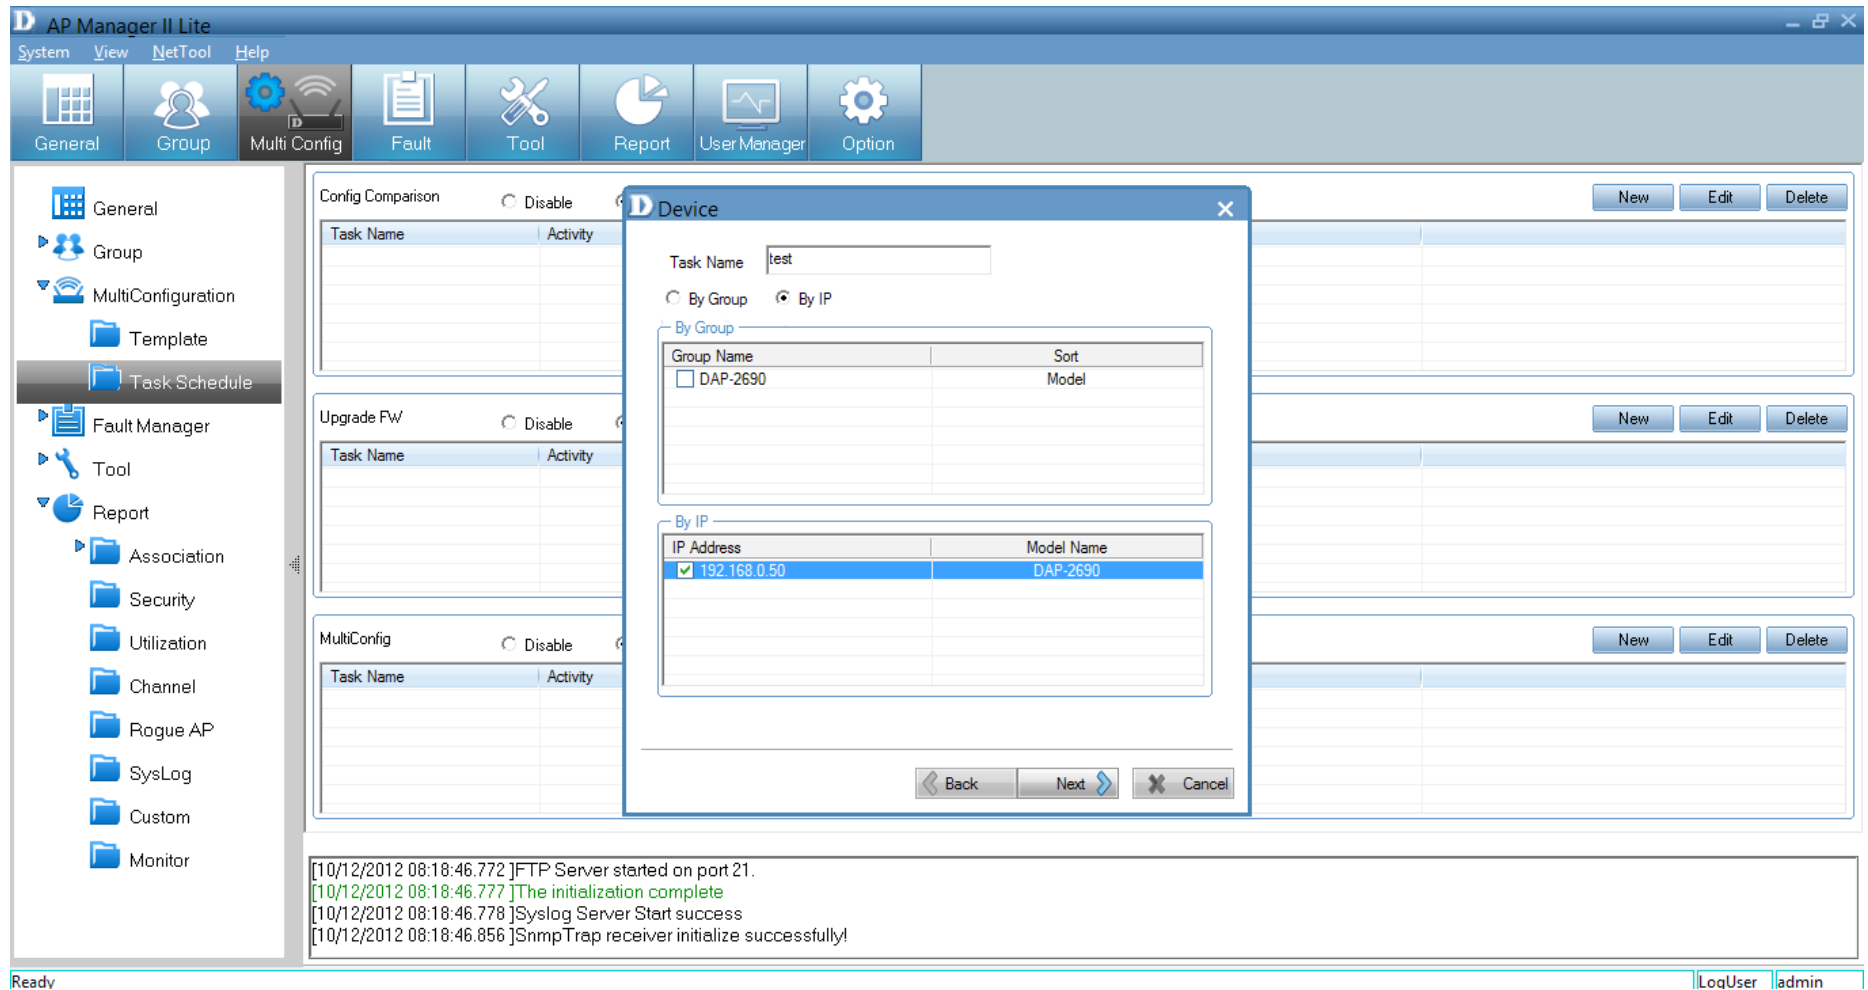 AP Manager II Lite
System View NetTool Help
General Group Multi Config Fault Tool Report User Manager Option
General
Group
MultiConfiguration
Template
Task Schedule
Fault Manager
Tool
Report
Association
Security
Utilization
Channel
Rogue AP
SysLog
Custom
Monitor
Config Comparison Disable New Edit Delete
Task Name Activity
Upgrade FW Disable New Edit Delete
Task Name Activity
MultiConfig Disable New Edit Delete
Task Name Activity
D Device
Task Name test
By Group By IP
By Group
Group Name Sort
DAP-2690 Model
By IP
IP Address Model Name
192.168.0.50 DAP-2690
Back Next Cancel
[10/12/2012 08:18:46.772 ]FTP Server started on port 21.
[10/12/2012 08:18:46.777 ]The initialization complete
[10/12/2012 08:18:46.778 ]Syslog Server Start success
[10/12/2012 08:18:46.856 ]SnmpTrap receiver initialize successfully!
Ready LogUser admin